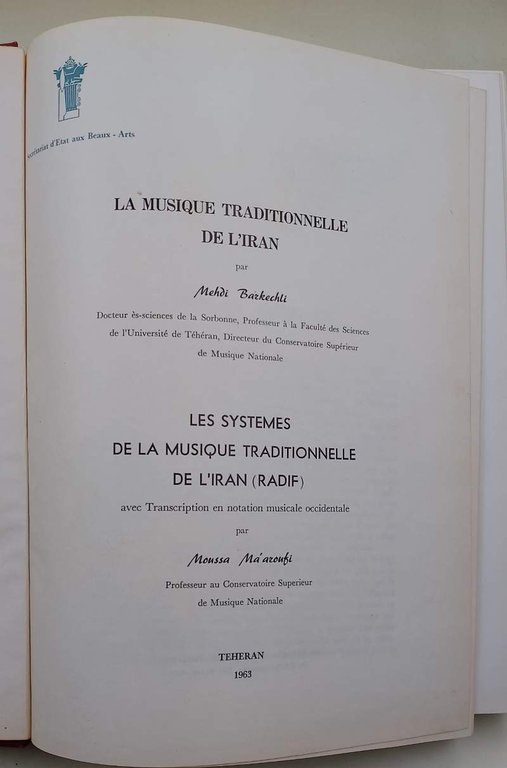 d'Etat aux Beaux - Arts
LA MUSIQUE TRADITIONNELLE
DE L'IRAN
par
Mehdi Barkechli
Docteur ès-sciences de la Sorbonne, Professeur à la Faculté des Sciences
de l'Université de Téhéran, Directeur du Conservatoire Supérieur
de Musique Nationale
LES SYSTEMES
DE LA MUSIQUE TRADITIONNELLE
DE L'IRAN (RADIF)
avec Transcription en notation musicale occidentale
par
Moussa Ma'aroufi
Professeur au Conservatoire Superieur
de Musique Nationale
TEHERAN
1963